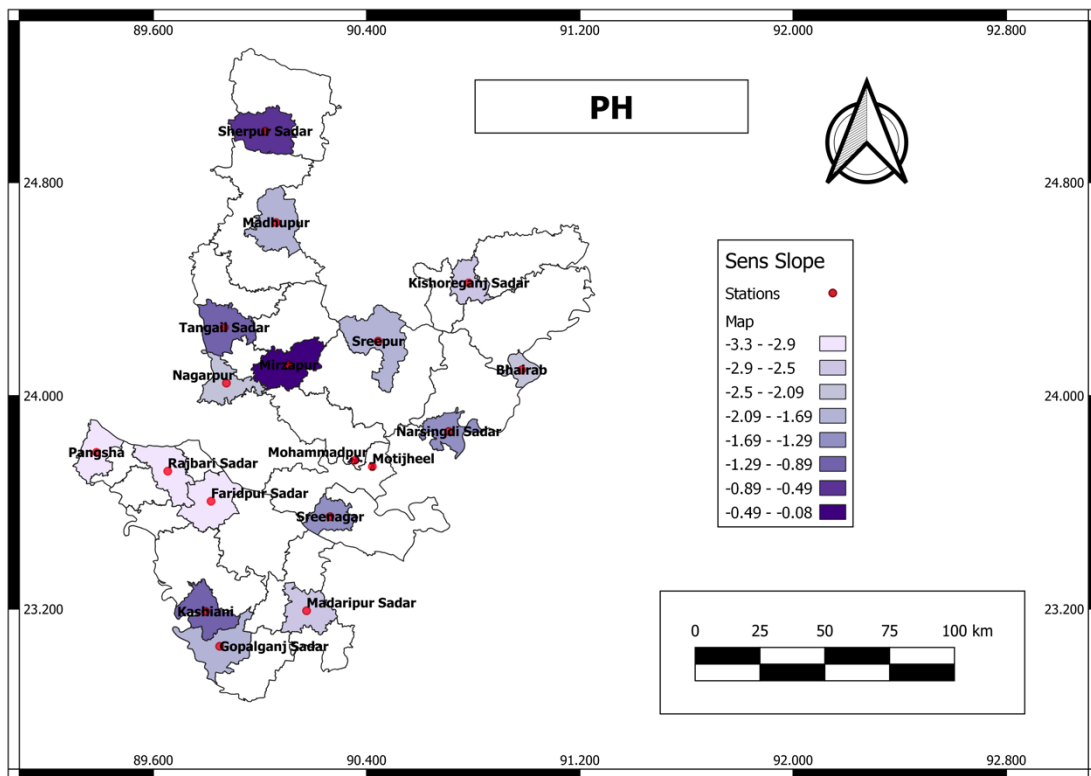 89.600 90.400 91.200 92.000 92.800
PH
Sherpur Sadar
24.800 24.800
Madhupur
Sens Slope
Kishoreganj Sadar
Stations
Map
Tangail Sadar
-3.3 - -2.9
Sreepur
-2.9 - -2.5
Mirzapur
Bhairab
Nagarpur
-2.5 - -2.09
24.000 24.000
-2.09 - -1.69
Narsingdi Sadar
-1.69 - -1.29
Pangsha
Mohammadpur
Motijheel
Rajbari Sadar
-1.29 - -0.89
-0.89 - -0.49
Faridpur Sadar
-0.49 - -0.08
Sreenagar
23.200 23.200
Madaripur Sadar
Kashiani
0 25 50 75 100 km
Gopalganj Sadar
89.600 90.400 91.200 92.000 92.800